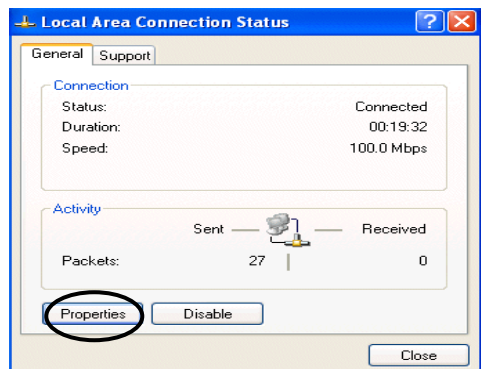 Local Area Connection Status
General Support
Connection
Status: Connected
Duration: 00:19:32
Speed: 100.0 Mbps
Activity
Sent Received
Packets: 27 0
Properties Disable
Close